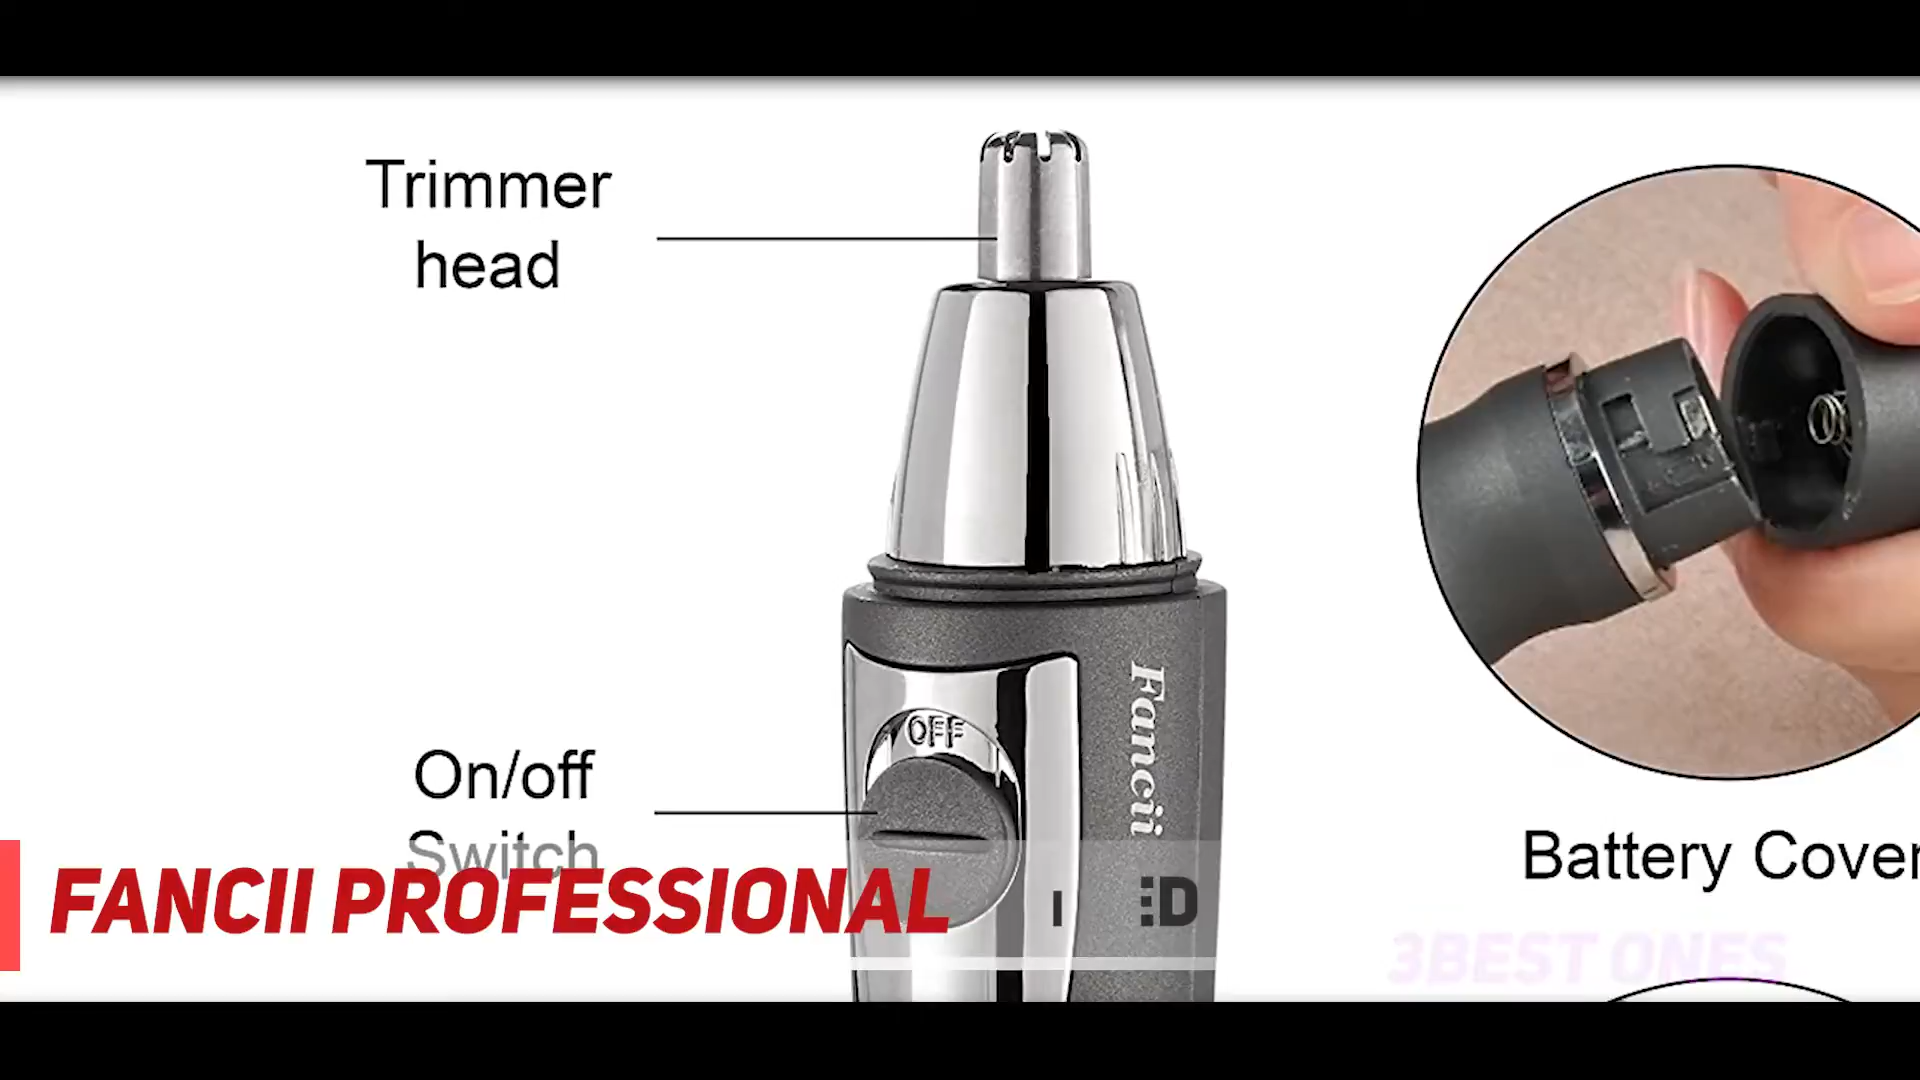 Trimmer
head
OFF
Fancii
On/off
Switch
Battery Cover
FANCII PROFESSIONAL
3BEST ONES